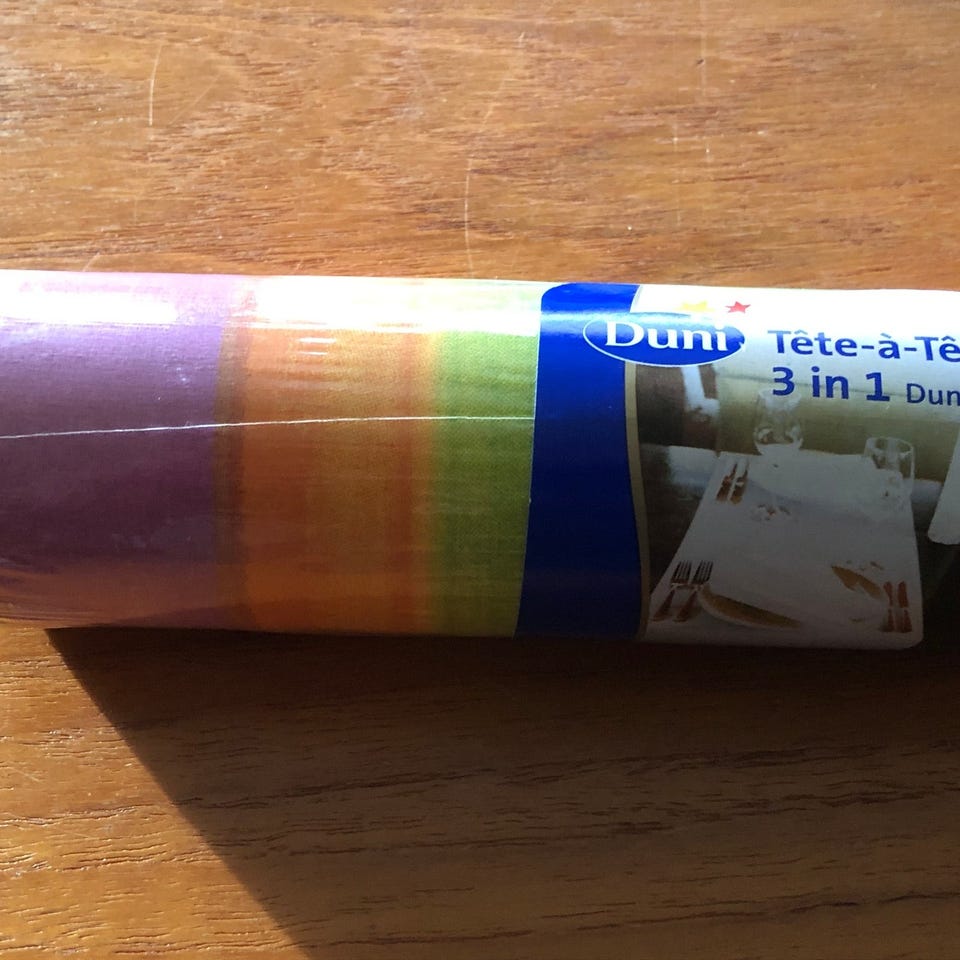 Duni
Tête-à-Tê
3 in 1 Dun